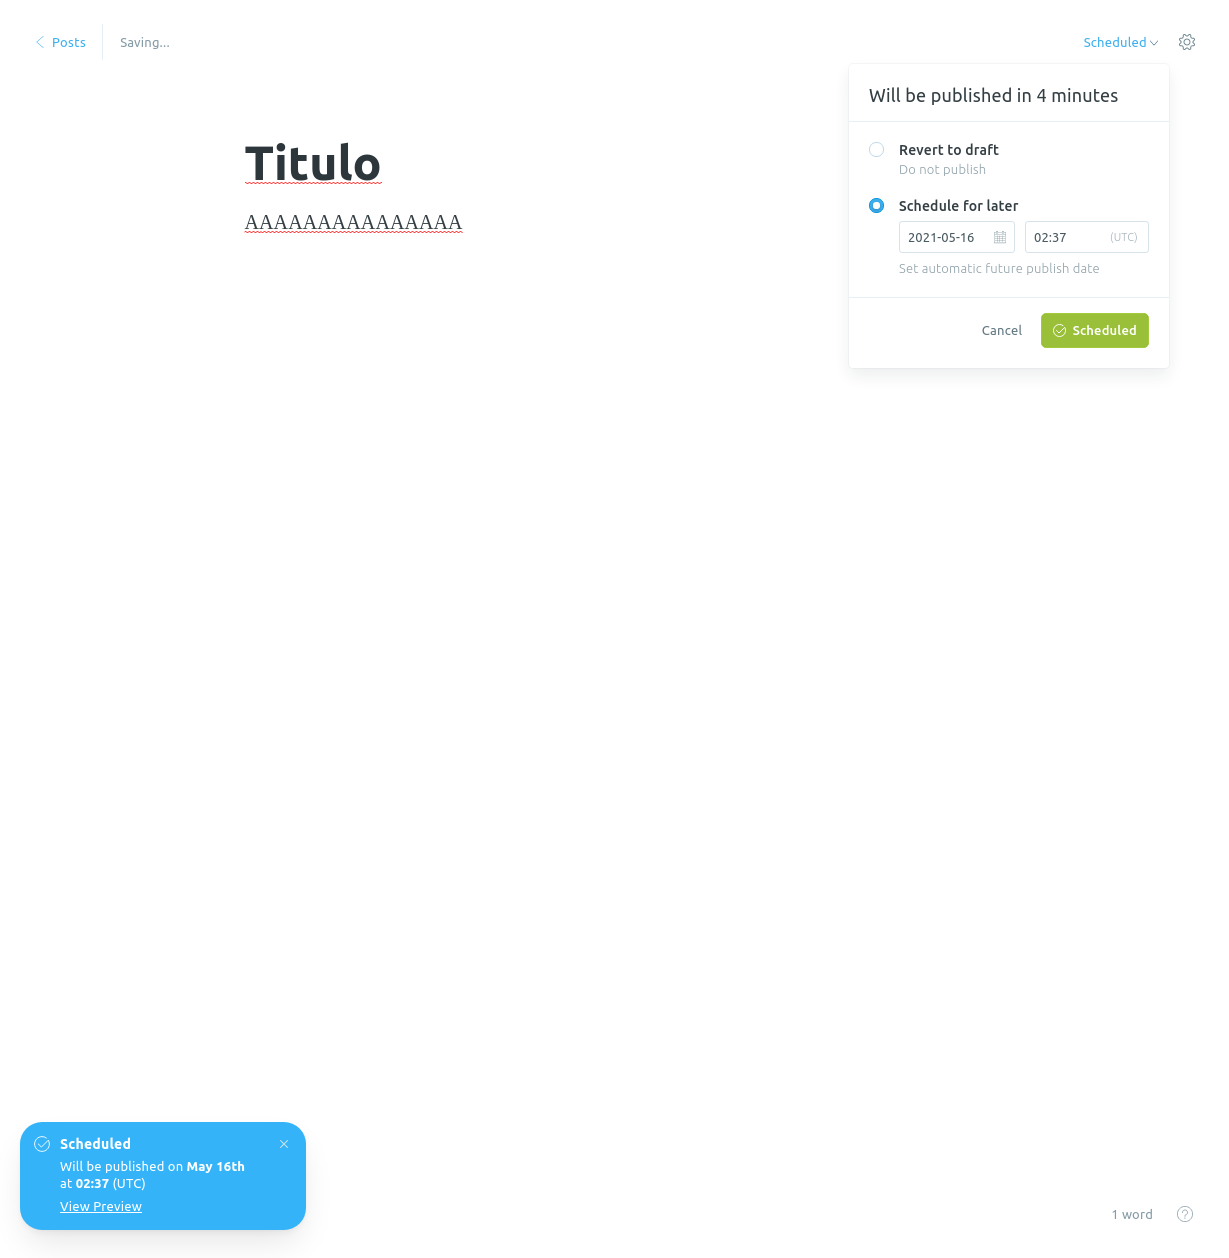 Posts
Saving...
Scheduled
Will be published in 4 minutes
Titulo
AAAAAAAAAAAAAAA
Revert to draft
Do not publish
Schedule for later
2021-05-16
02:37 (UTC)
Set automatic future publish date
Cancel
Scheduled
Scheduled
Will be published on May 16th
at 02:37 (UTC)
View Preview
1 word
?